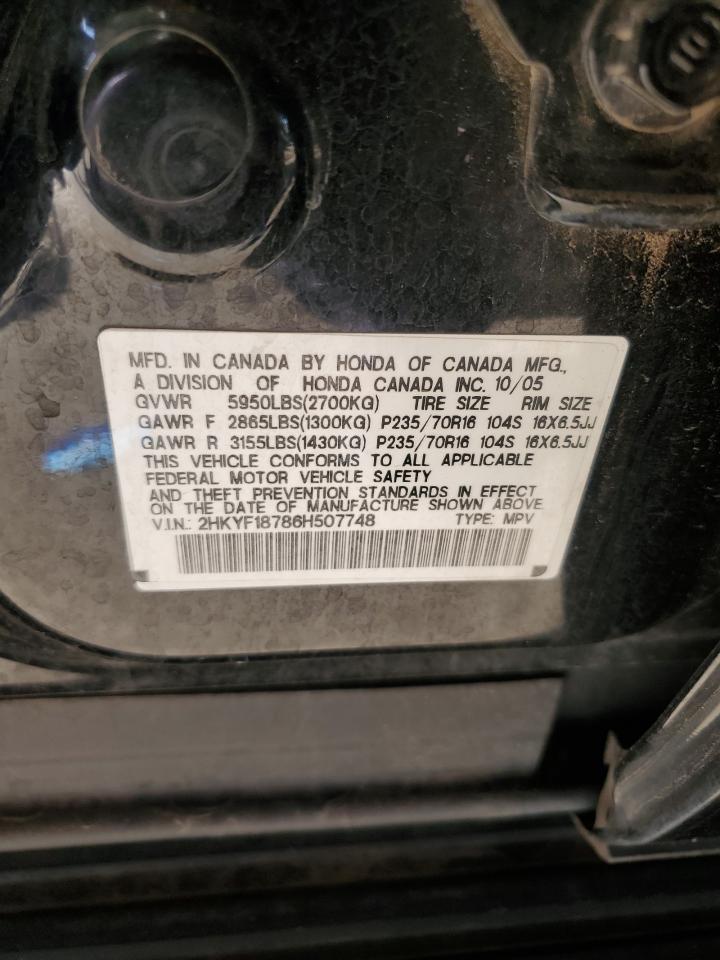 MFD. IN CANADA BY HONDA OF CANADA MFG.,
A DIVISION OF HONDA CANADA INC. 10/05
GVWR 5950LBS(2700KG) TIRE SIZE RIM SIZE
GAWR F 2865LBS(1300KG) P235/70R16 104S 16X6.5JJ
GAWR R 3155LBS(1430KG) P235/70R16 104S 16X6.5JJ
THIS VEHICLE CONFORMS TO ALL APPLICABLE
FEDERAL MOTOR VEHICLE SAFETY
AND THEFT PREVENTION STANDARDS IN EFFECT
ON THE DATE OF MANUFACTURE SHOWN ABOVE.
V.I.N.: 2HKYF18786H507748 TYPE: MPV